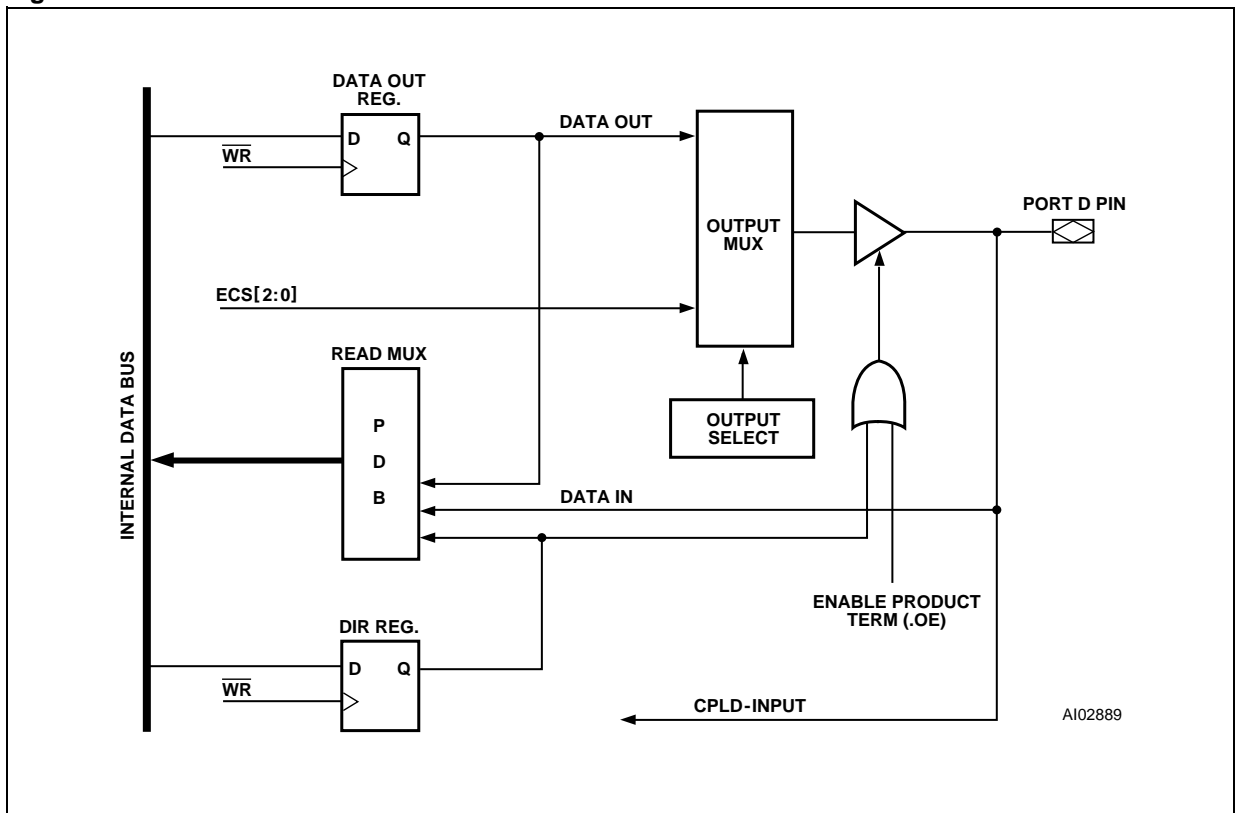 DATA OUT
REG.
D Q
WR
DATA OUT
OUTPUT
MUX
PORT D PIN
ECS[2:0]
READ MUX
P
D
B
OUTPUT
SELECT
INTERNAL DATA BUS
DATA IN
ENABLE PRODUCT
TERM (.OE)
DIR REG.
D Q
WR
CPLD-INPUT
AI02889